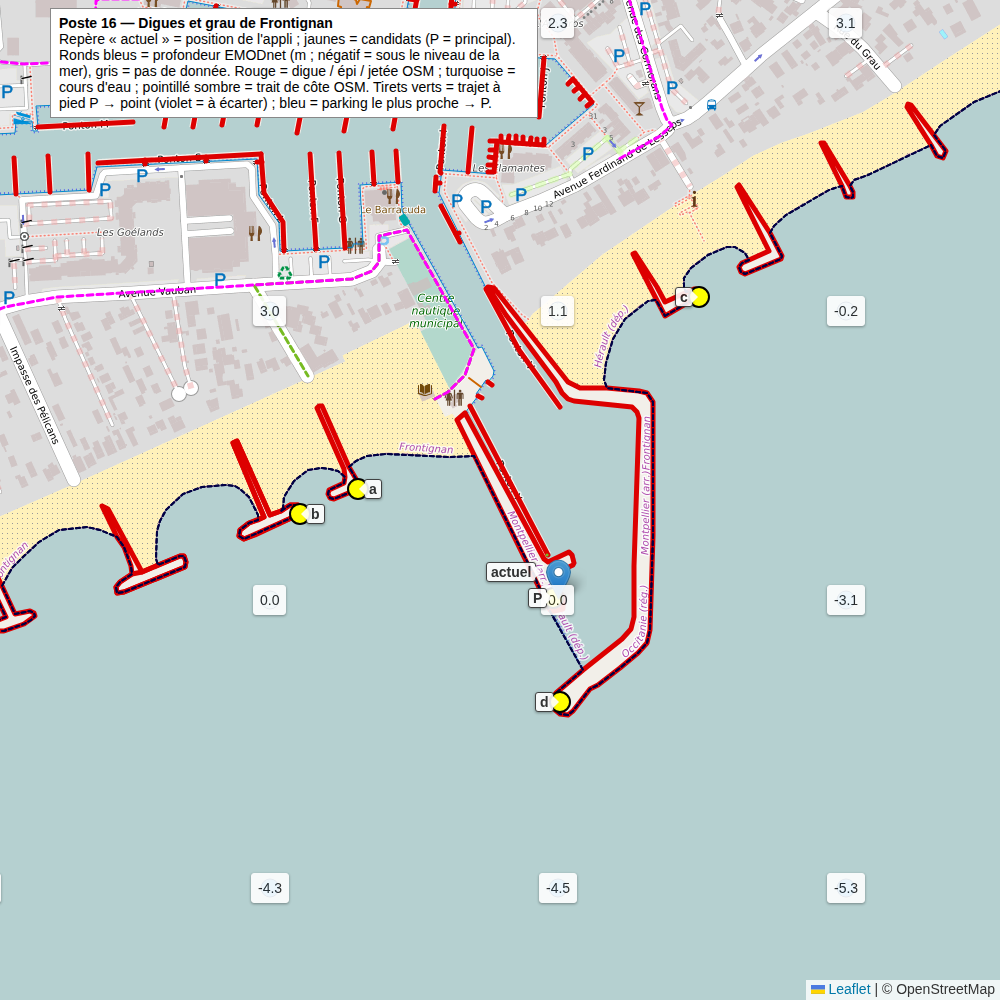 Poste 16 — Digues et grau de Frontignan
Repère « actuel » = position de l'appli ; jaunes = candidats (P = principal).
Ronds bleus = profondeur EMODnet (m ; négatif = sous le niveau de la
mer), gris = pas de donnée. Rouge = digue / épi / jetée OSM ; turquoise =
cours d'eau ; pointillé sombre = trait de côte OSM. Tirets verts = trajet à
pied P → point (violet = à écarter) ; bleu = parking le plus proche → P.
2.3
3.1
du Grau
Avenue Ferdinand de Lesseps
Les Flamantes
Le Barracuda
Les Goélands
Avenue Vauban
Impasse des Pélicans
Centre
nautique
municipal
3.0
1.1
-0.2
c
Hérault (dép.)
Frontignan
a
b
Montpellier (arr.)
Frontignan
Occitanie (rég.)
actuel
P
0.0
0.0
-3.1
d
-4.3
-4.5
-5.3
Leaflet | © OpenStreetMap